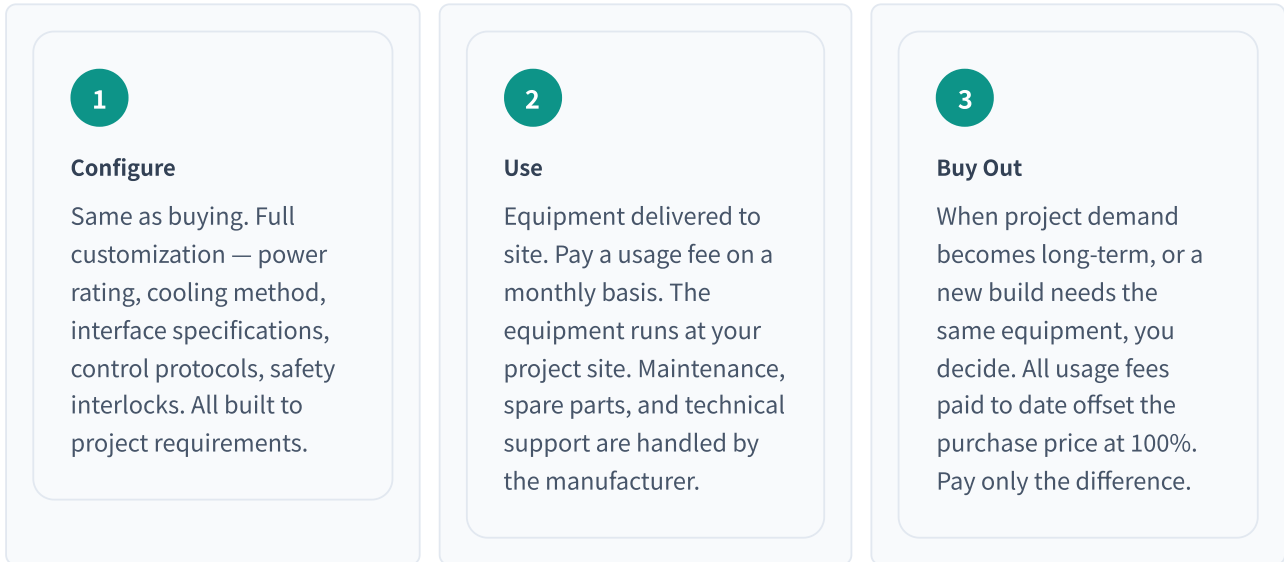 1
Configure
Same as buying. Full
customization — power
rating, cooling method,
interface specifications,
control protocols, safety
interlocks. All built to
project requirements.
2
Use
Equipment delivered to
site. Pay a usage fee on a
monthly basis. The
equipment runs at your
project site. Maintenance,
spare parts, and technical
support are handled by
the manufacturer.
3
Buy Out
When project demand
becomes long-term, or a
new build needs the
same equipment, you
decide. All usage fees
paid to date offset the
purchase price at 100%.
Pay only the difference.